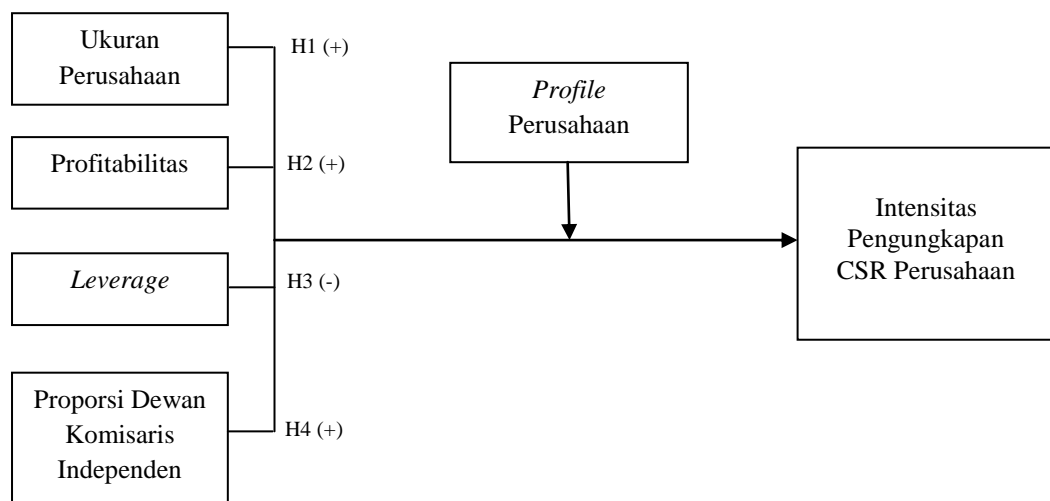 Ukuran
Perusahaan
H1 (+)
Profile
Perusahaan
Profitabilitas
H2 (+)
Intensitas
Pengungkapan
CSR Perusahaan
Leverage
H3 (-)
Proporsi Dewan
Komisaris
Independen
H4 (+)